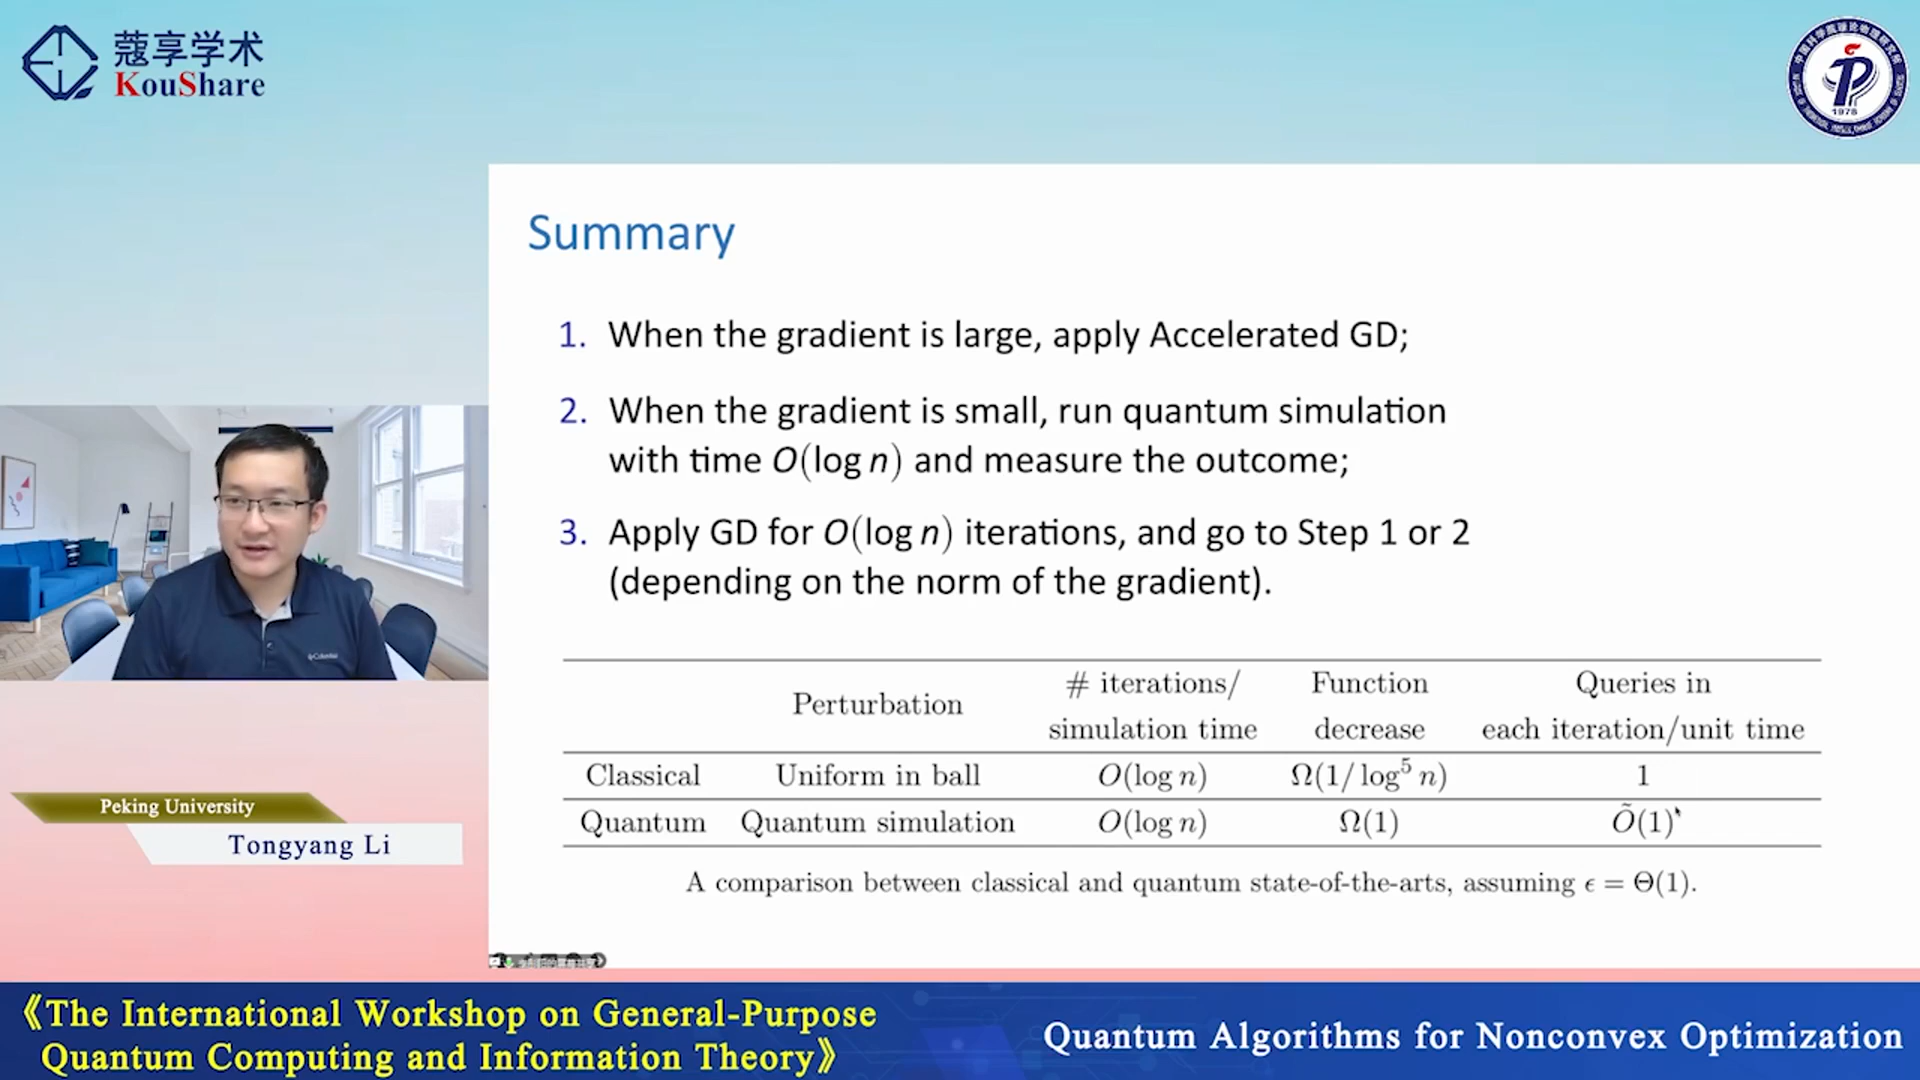 蔻享学术
KouShare
1978
Summary
1. When the gradient is large, apply Accelerated GD;
2. When the gradient is small, run quantum simulation
with time O(log n) and measure the outcome;
3. Apply GD for O(log n) iterations, and go to Step 1 or 2
(depending on the norm of the gradient).
Perturbation # iterations/ simulation time Function decrease Queries in each iteration/unit time
Classical Uniform in ball O(log n) Ω(1/ log⁵ n) 1
Quantum Quantum simulation O(log n) Ω(1) Õ(1)
A comparison between classical and quantum state-of-the-arts, assuming ϵ = Θ(1).
Columbia
Peking University
Tongyang Li
《The International Workshop on General-Purpose
Quantum Computing and Information Theory》
Quantum Algorithms for Nonconvex Optimization